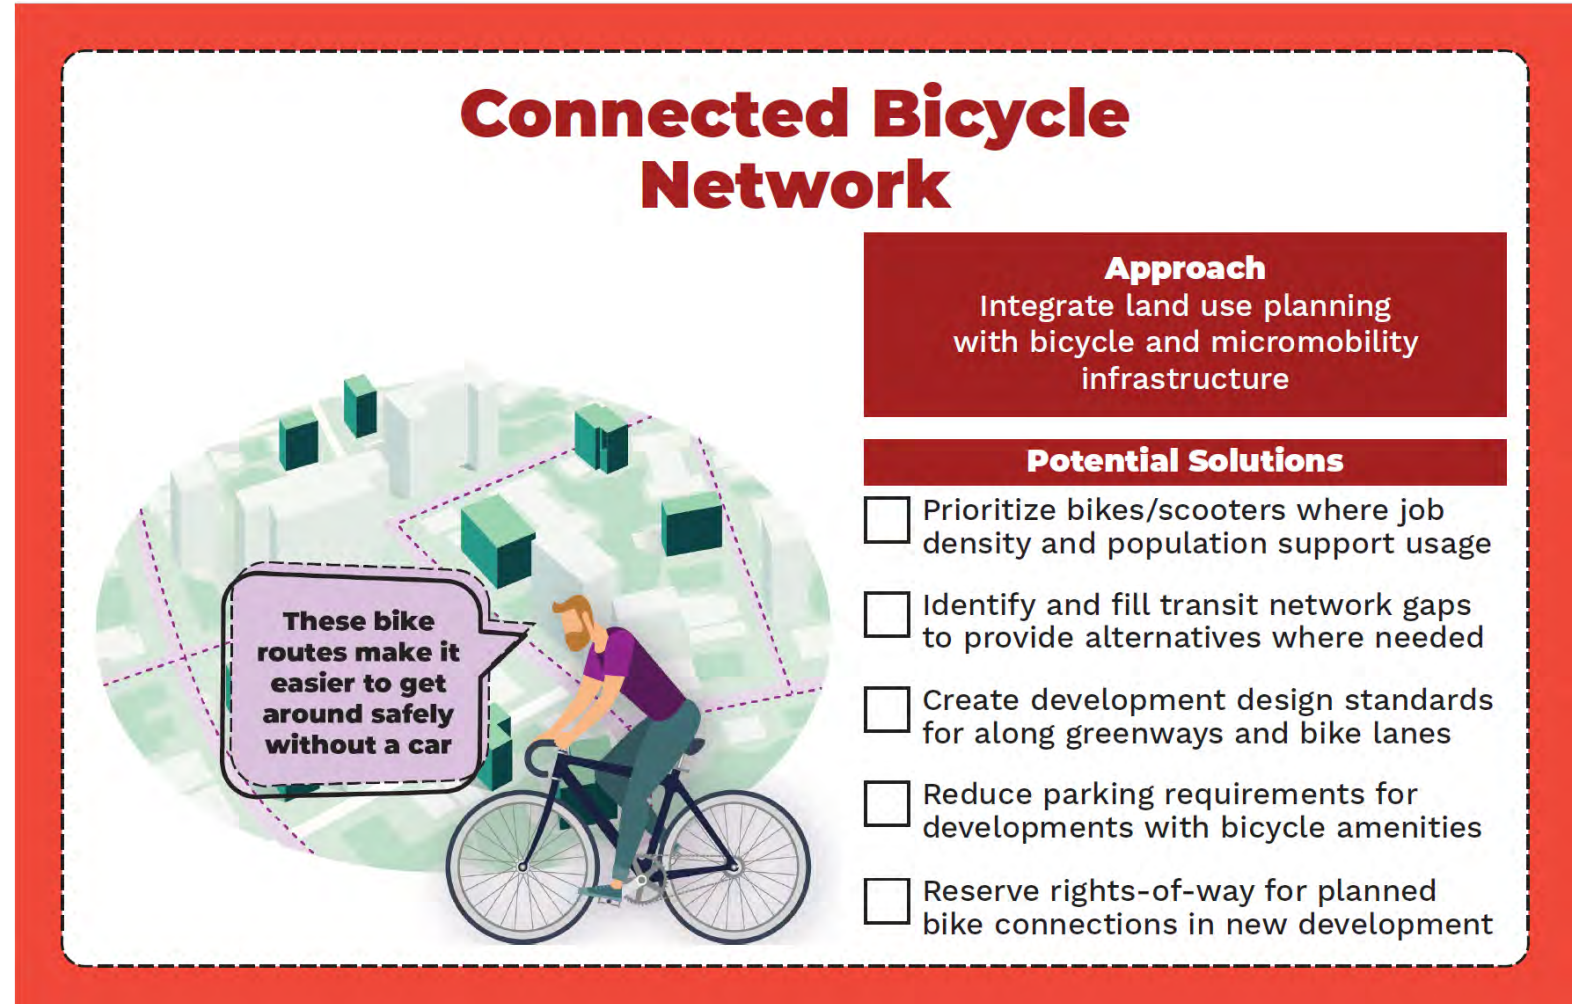 Connected Bicycle
Network
Approach
Integrate land use planning
with bicycle and micromobility
infrastructure
Potential Solutions
Prioritize bikes/scooters where job
density and population support usage
Identify and fill transit network gaps
to provide alternatives where needed
Create development design standards
for along greenways and bike lanes
Reduce parking requirements for
developments with bicycle amenities
Reserve rights-of-way for planned
bike connections in new development
These bike
routes make it
easier to get
around safely
without a car